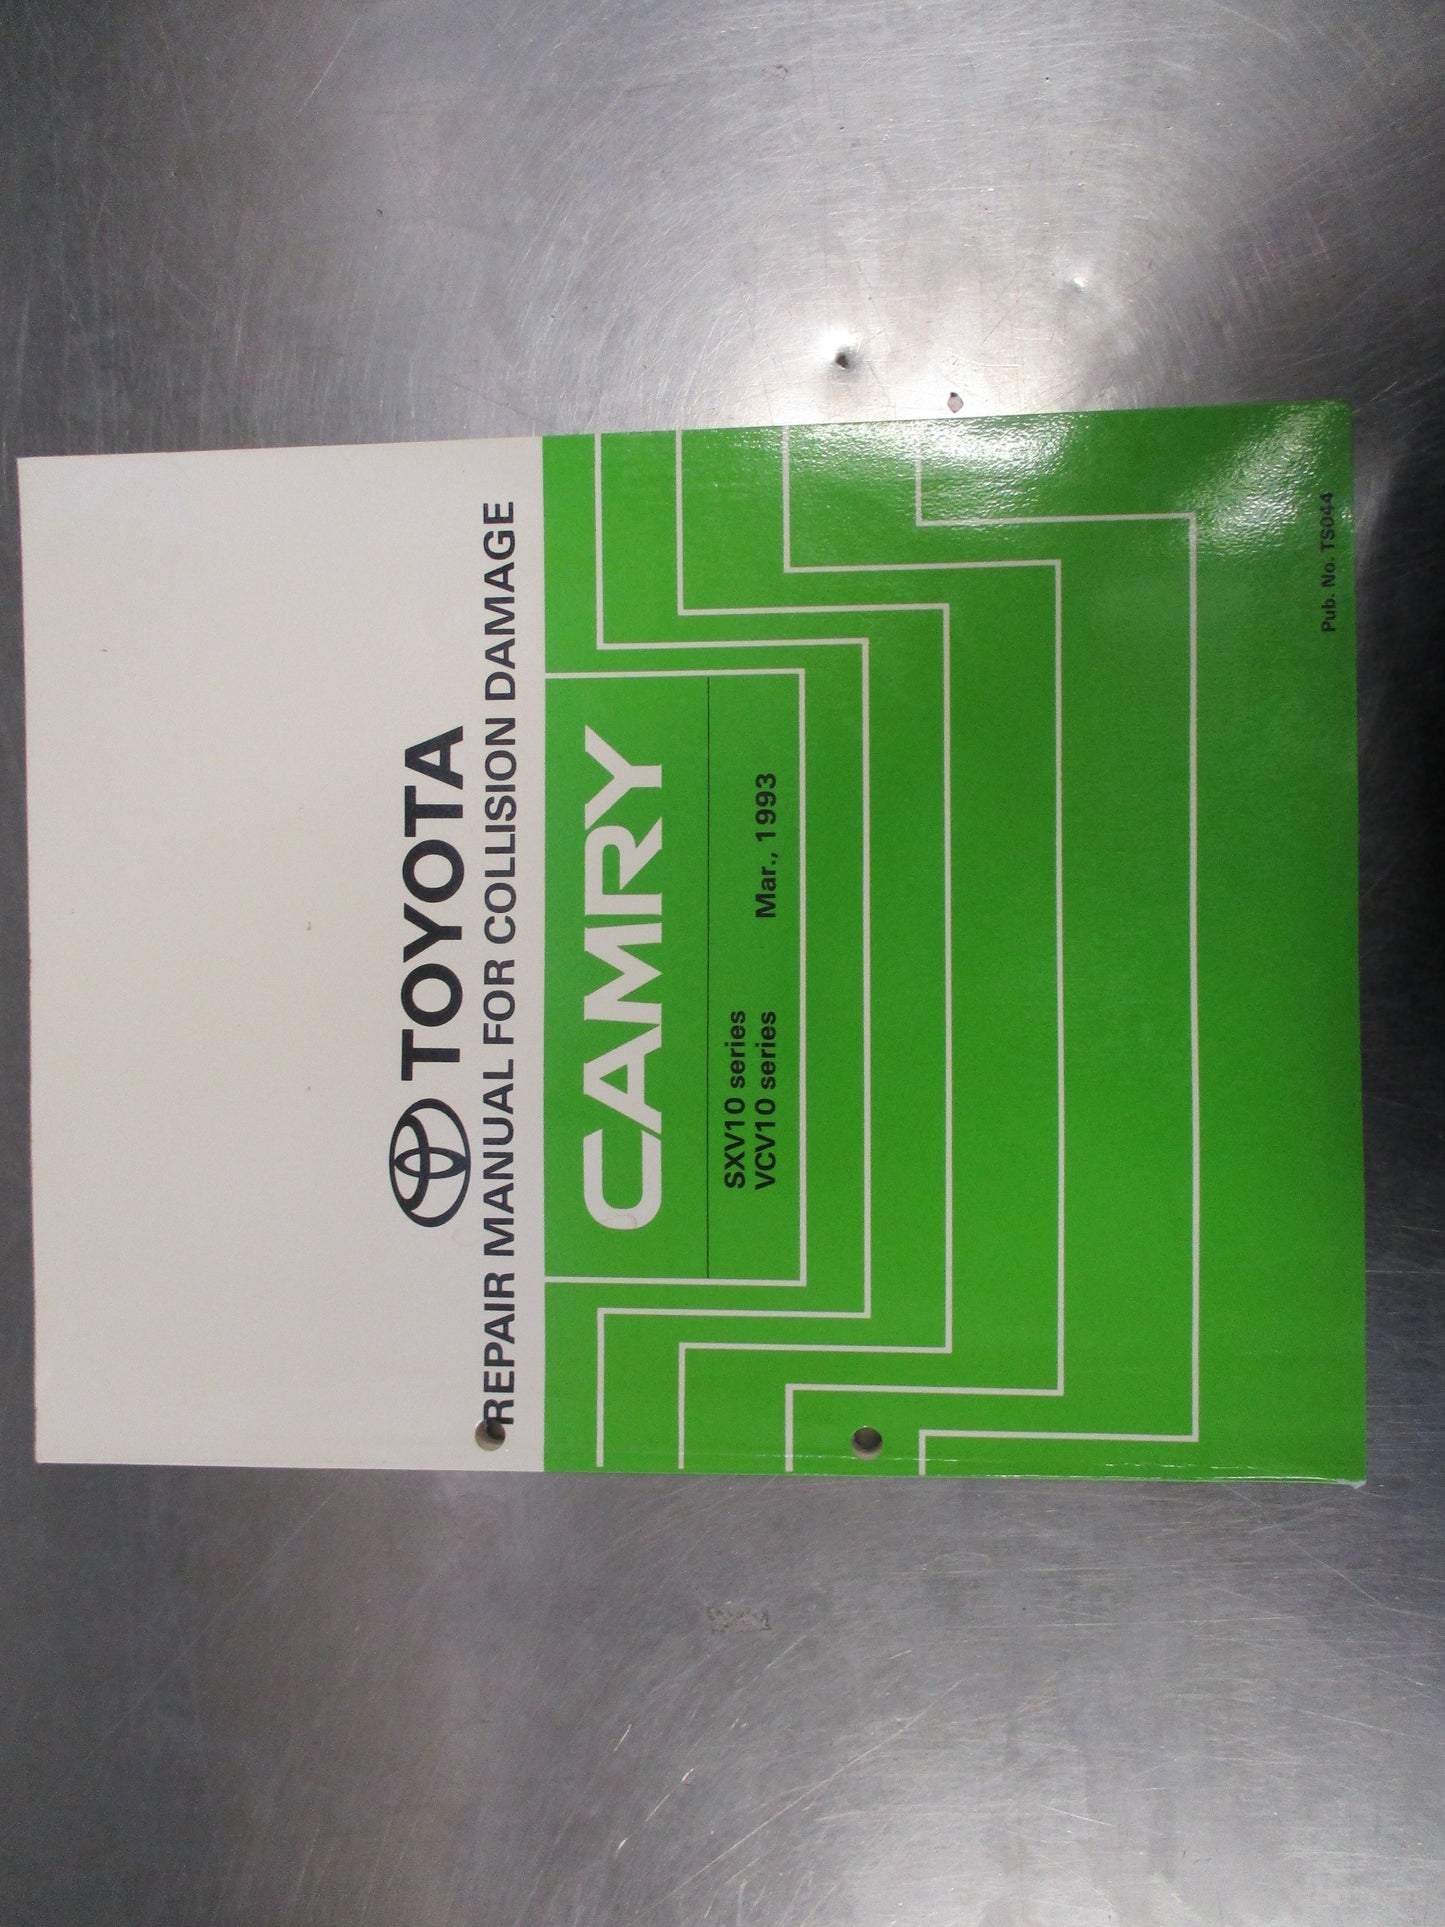 TOYOTA
REPAIR MANUAL FOR COLLISION DAMAGE
CAMRY
SXV10 series
VCV10 series Mar., 1993
Pub. No. TS044